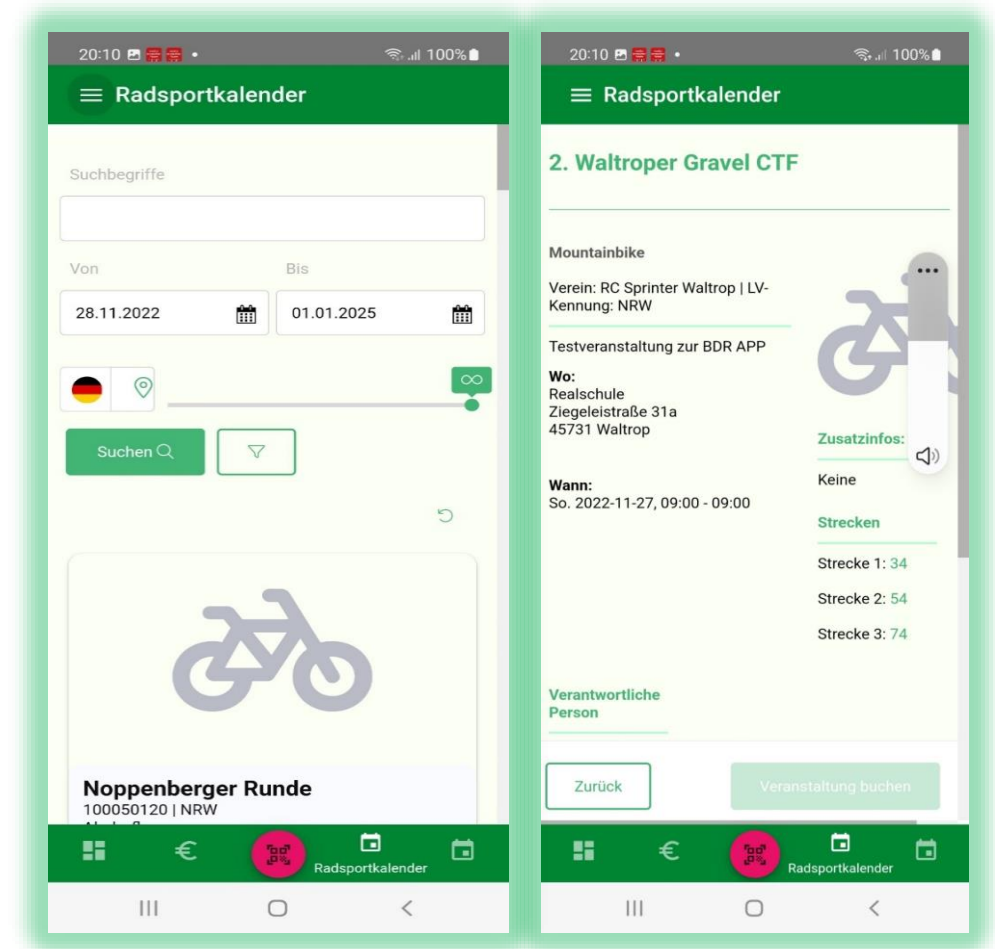 20:10 100%
Radsportkalender
Suchbegriffe
Von Bis
28.11.2022 01.01.2025
Suchen
Noppenberger Runde
100050120 | NRW
Radsportkalender
20:10 100%
Radsportkalender
2. Waltroper Gravel CTF
Mountainbike
Verein: RC Sprinter Waltrop | LV-
Kennung: NRW
Testveranstaltung zur BDR APP
Wo:
Realschule
Ziegeleistraße 31a
45731 Waltrop
Wann:
So. 2022-11-27, 09:00 - 09:00
Zusatzinfos:
Keine
Strecken
Strecke 1: 34
Strecke 2: 54
Strecke 3: 74
Verantwortliche
Person
Zurück Veranstaltung buchen
Radsportkalender